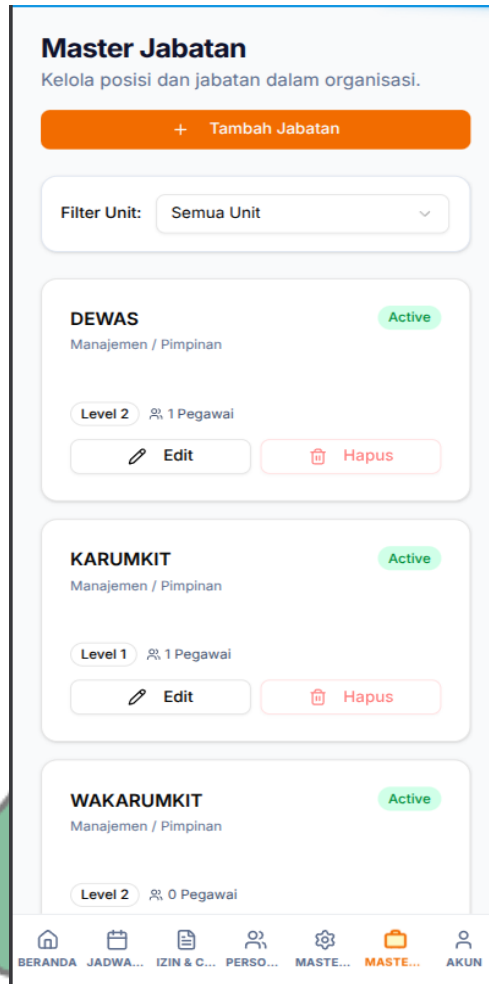 Master Jabatan
Kelola posisi dan jabatan dalam organisasi.
+ Tambah Jabatan
Filter Unit: Semua Unit
DEWAS Active
Manajemen / Pimpinan
Level 2 1 Pegawai
Edit Hapus
KARUMKIT Active
Manajemen / Pimpinan
Level 1 1 Pegawai
Edit Hapus
WAKARUMKIT Active
Manajemen / Pimpinan
Level 2 0 Pegawai
BERANDA JADWA... IZIN & C... PERSO... MASTE... MASTE... AKUN